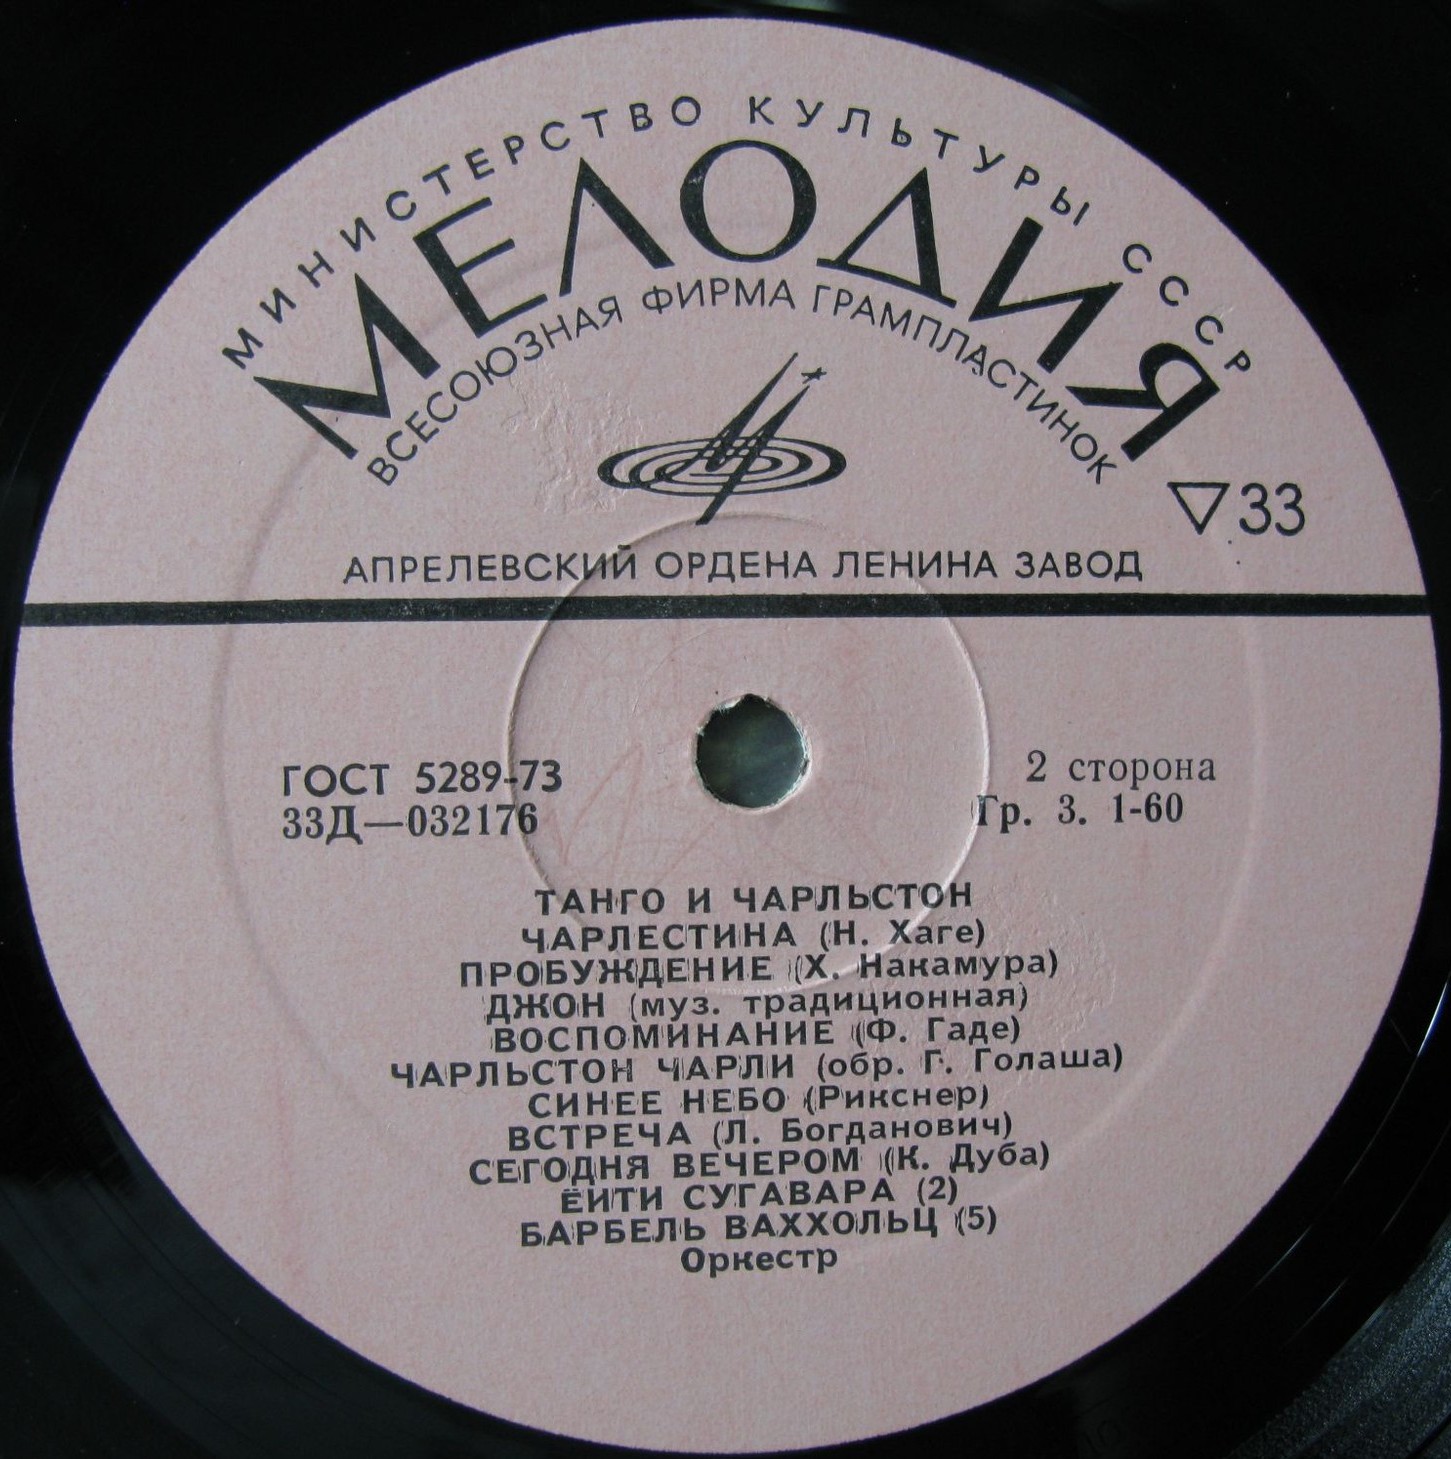 МИНИСТЕРСТВО КУЛЬТУРЫ СССР
МЕЛОДИЯ
ВСЕСОЮЗНАЯ ФИРМА ГРАМПЛАСТИНОК
33
АПРЕЛЕВСКИЙ ОРДЕНА ЛЕНИНА ЗАВОД
ГОСТ 5289-73
33Д—032176
2 сторона
Гр. 3. 1-60
ТАНГО И ЧАРЛЬСТОН
ЧАРЛЕСТИНА (Н. Хаге)
ПРОБУЖДЕНИЕ (Х. Накамура)
ДЖОН (муз. традиционная)
ВОСПОМИНАНИЕ (Ф. Гаде)
ЧАРЛЬСТОН ЧАРЛИ (обр. Г. Голаша)
СИНЕЕ НЕБО (Рикснер)
ВСТРЕЧА (Л. Богданович)
СЕГОДНЯ ВЕЧЕРОМ (К. Дуба)
ЁИТИ СУГАВАРА (2)
БАРБЕЛЬ ВАХХОЛЬЦ (5)
Оркестр